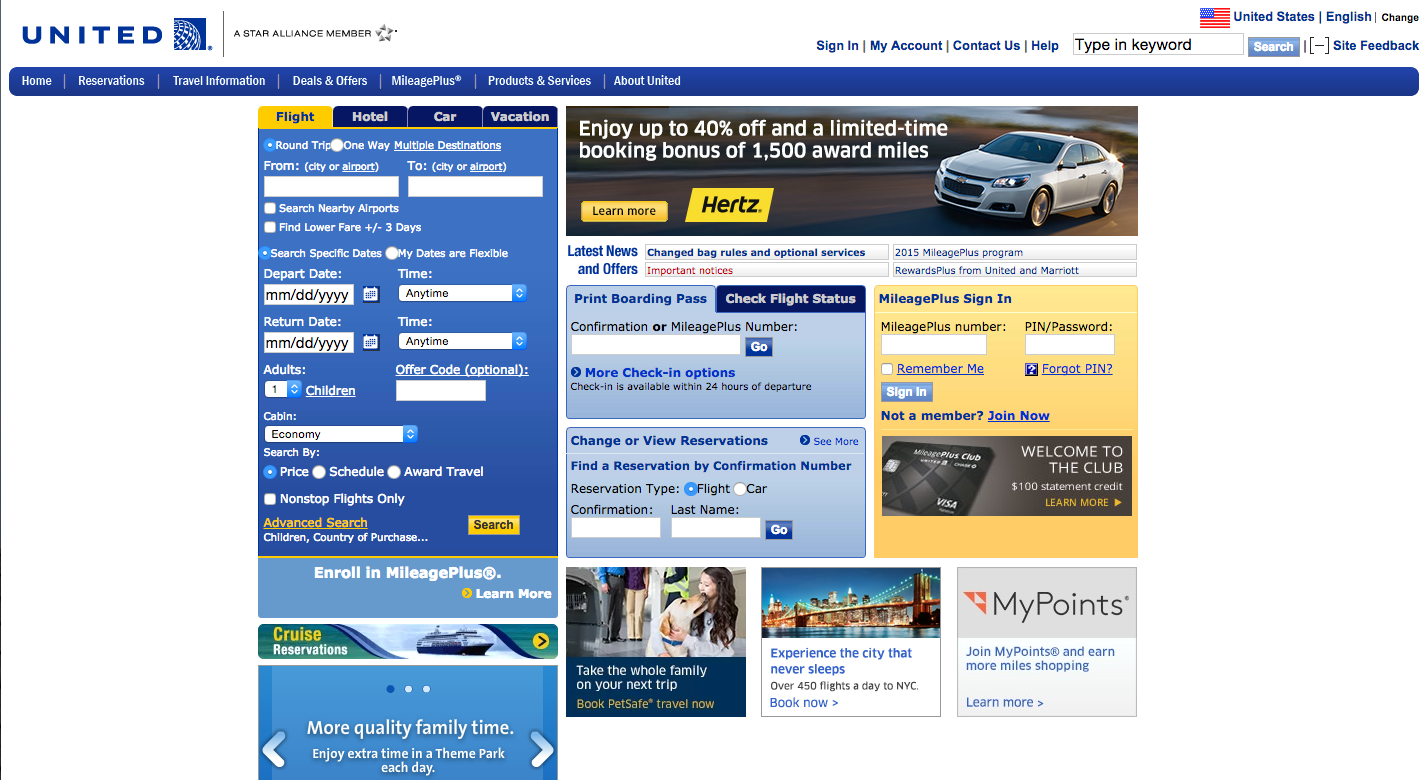 UNITED
A STAR ALLIANCE MEMBER
United States | English | Change
Sign In | My Account | Contact Us | Help
Type in keyword
Search
| [–] Site Feedback
Home | Reservations | Travel Information | Deals & Offers | MileagePlus® | Products & Services | About United
Flight Hotel Car Vacation
Round Trip One Way Multiple Destinations
From: (city or airport) To: (city or airport)
Search Nearby Airports
Find Lower Fare +/- 3 Days
Search Specific Dates My Dates are Flexible
Depart Date: Time:
mm/dd/yyyy Anytime
Return Date: Time:
mm/dd/yyyy Anytime
Adults: Offer Code (optional):
1 Children
Cabin:
Economy
Search By:
Price Schedule Award Travel
Nonstop Flights Only
Advanced Search Search
Children, Country of Purchase...
Enroll in MileagePlus®.
Learn More
Cruise
Reservations
More quality family time.
Enjoy extra time in a Theme Park
each day.
Enjoy up to 40% off and a limited-time
booking bonus of 1,500 award miles
Learn more Hertz.
Latest News
and Offers
Changed bag rules and optional services 2015 MileagePlus program
Important notices RewardsPlus from United and Marriott
Print Boarding Pass Check Flight Status
Confirmation or MileagePlus Number:
Go
More Check-in options
Check-in is available within 24 hours of departure
Change or View Reservations See More
Find a Reservation by Confirmation Number
Reservation Type: Flight Car
Confirmation: Last Name:
Go
MileagePlus Sign In
MileagePlus number: PIN/Password:
Remember Me ? Forgot PIN?
Sign In
Not a member? Join Now
MileagePlus Club
UNITED CHASE
VISA
WELCOME TO
THE CLUB
$100 statement credit
LEARN MORE
Take the whole family
on your next trip
Book PetSafe® travel now
Experience the city that
never sleeps
Over 450 flights a day to NYC.
Book now >
MyPoints®
Join MyPoints® and earn
more miles shopping
Learn more >